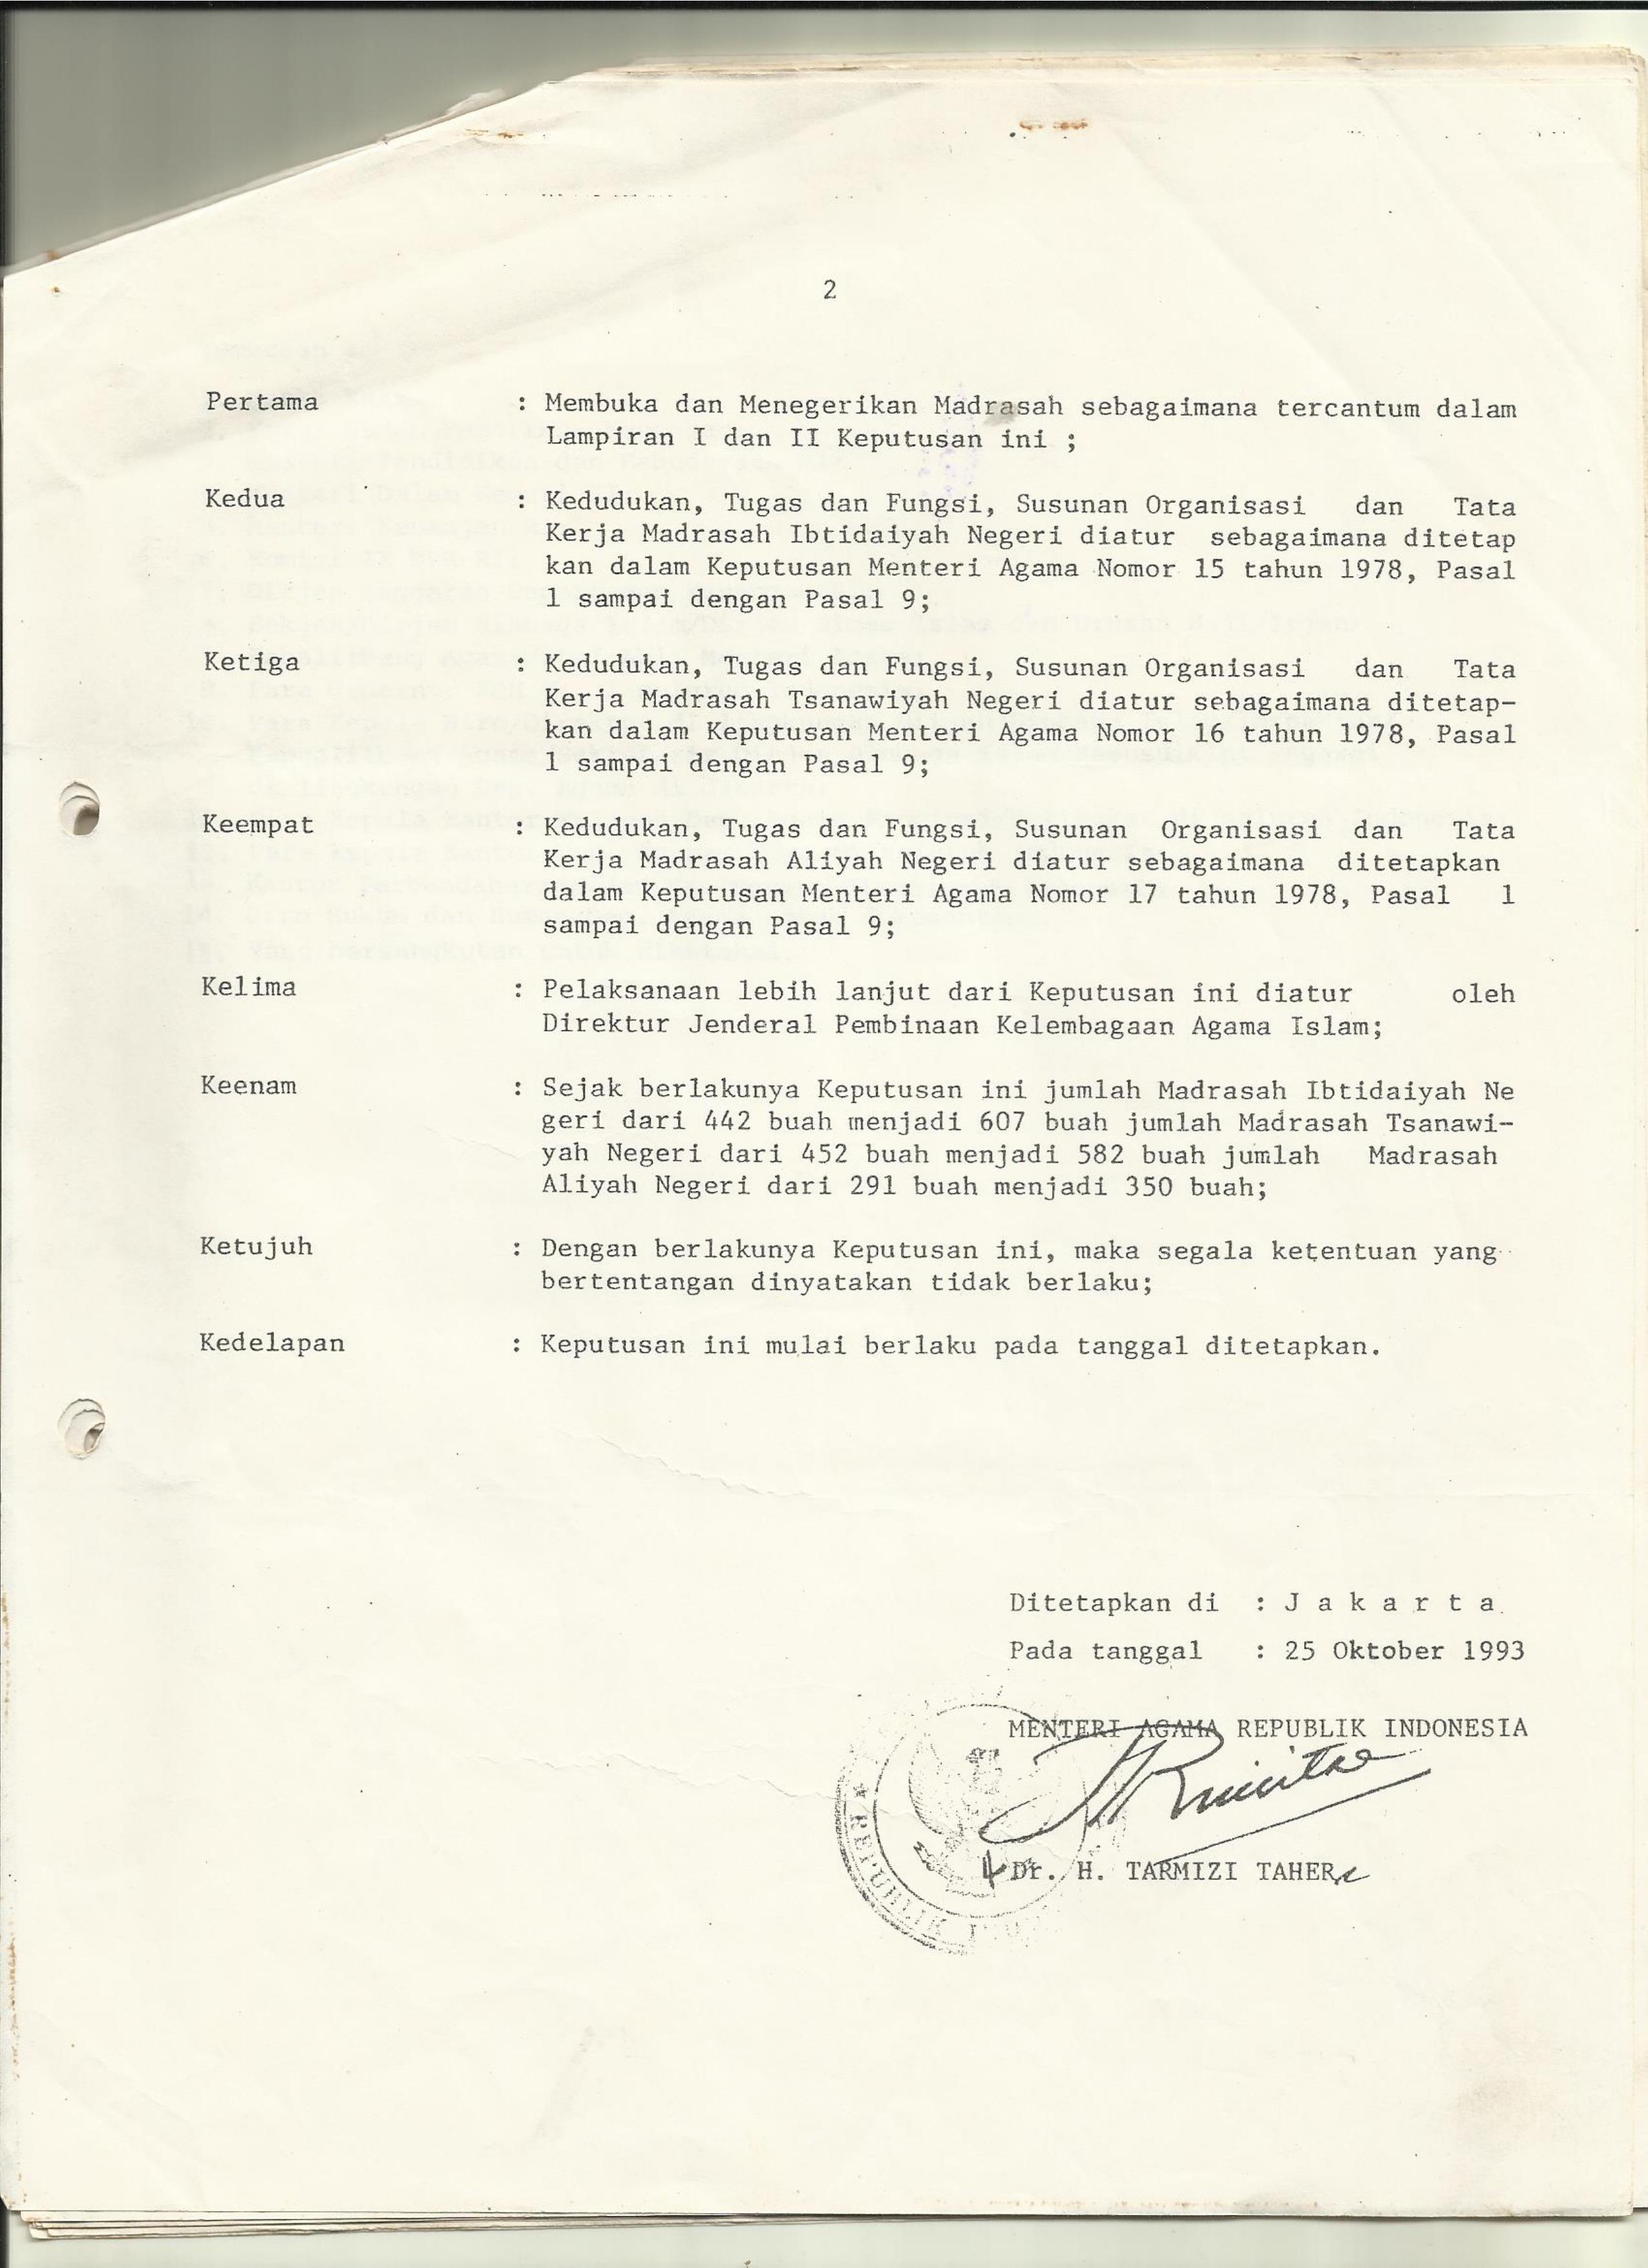 2
Pertama : Membuka dan Menegerikan Madrasah sebagaimana tercantum dalam
Lampiran I dan II Keputusan ini ;
Kedua : Kedudukan, Tugas dan Fungsi, Susunan Organisasi dan Tata
Kerja Madrasah Ibtidaiyah Negeri diatur sebagaimana ditetap
kan dalam Keputusan Menteri Agama Nomor 15 tahun 1978, Pasal
1 sampai dengan Pasal 9;
Ketiga : Kedudukan, Tugas dan Fungsi, Susunan Organisasi dan Tata
Kerja Madrasah Tsanawiyah Negeri diatur sebagaimana ditetap-
kan dalam Keputusan Menteri Agama Nomor 16 tahun 1978, Pasal
1 sampai dengan Pasal 9;
Keempat : Kedudukan, Tugas dan Fungsi, Susunan Organisasi dan Tata
Kerja Madrasah Aliyah Negeri diatur sebagaimana ditetapkan
dalam Keputusan Menteri Agama Nomor 17 tahun 1978, Pasal 1
sampai dengan Pasal 9;
Kelima : Pelaksanaan lebih lanjut dari Keputusan ini diatur oleh
Direktur Jenderal Pembinaan Kelembagaan Agama Islam;
Keenam : Sejak berlakunya Keputusan ini jumlah Madrasah Ibtidaiyah Ne
geri dari 442 buah menjadi 607 buah jumlah Madrasah Tsanawi-
yah Negeri dari 452 buah menjadi 582 buah jumlah Madrasah
Aliyah Negeri dari 291 buah menjadi 350 buah;
Ketujuh : Dengan berlakunya Keputusan ini, maka segala ketentuan yang
bertentangan dinyatakan tidak berlaku;
Kedelapan : Keputusan ini mulai berlaku pada tanggal ditetapkan.
Ditetapkan di : J a k a r t a
Pada tanggal : 25 Oktober 1993
MENTERI AGAMA REPUBLIK INDONESIA
Dr. H. TARMIZI TAHER
REPUBLIK